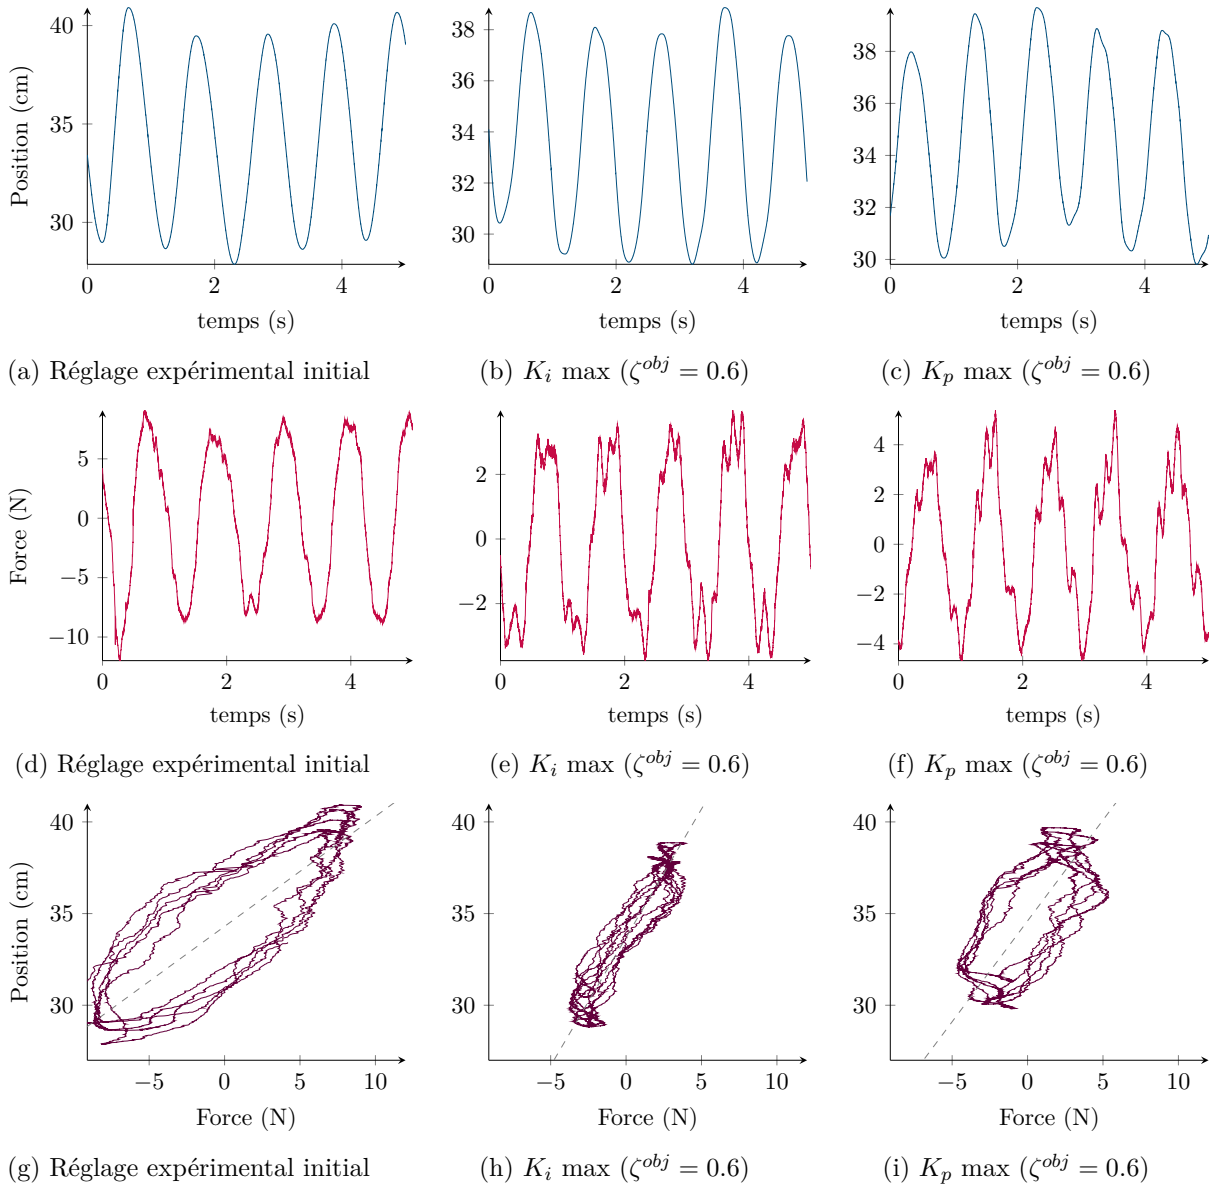 40
35
30
Position (cm)
0 2 4
temps (s)
38
36
34
32
30
0 2 4
temps (s)
38
36
34
32
30
0 2 4
temps (s)
(a) Réglage expérimental initial
(b) K_i max (ζ^{obj} = 0.6)
(c) K_p max (ζ^{obj} = 0.6)
5
0
−5
−10
Force (N)
0 2 4
temps (s)
2
0
−2
0 2 4
temps (s)
4
2
0
−2
−4
0 2 4
temps (s)
(d) Réglage expérimental initial
(e) K_i max (ζ^{obj} = 0.6)
(f) K_p max (ζ^{obj} = 0.6)
40
35
30
Position (cm)
−5 0 5 10
Force (N)
40
35
30
−5 0 5 10
Force (N)
40
35
30
−5 0 5 10
Force (N)
(g) Réglage expérimental initial
(h) K_i max (ζ^{obj} = 0.6)
(i) K_p max (ζ^{obj} = 0.6)